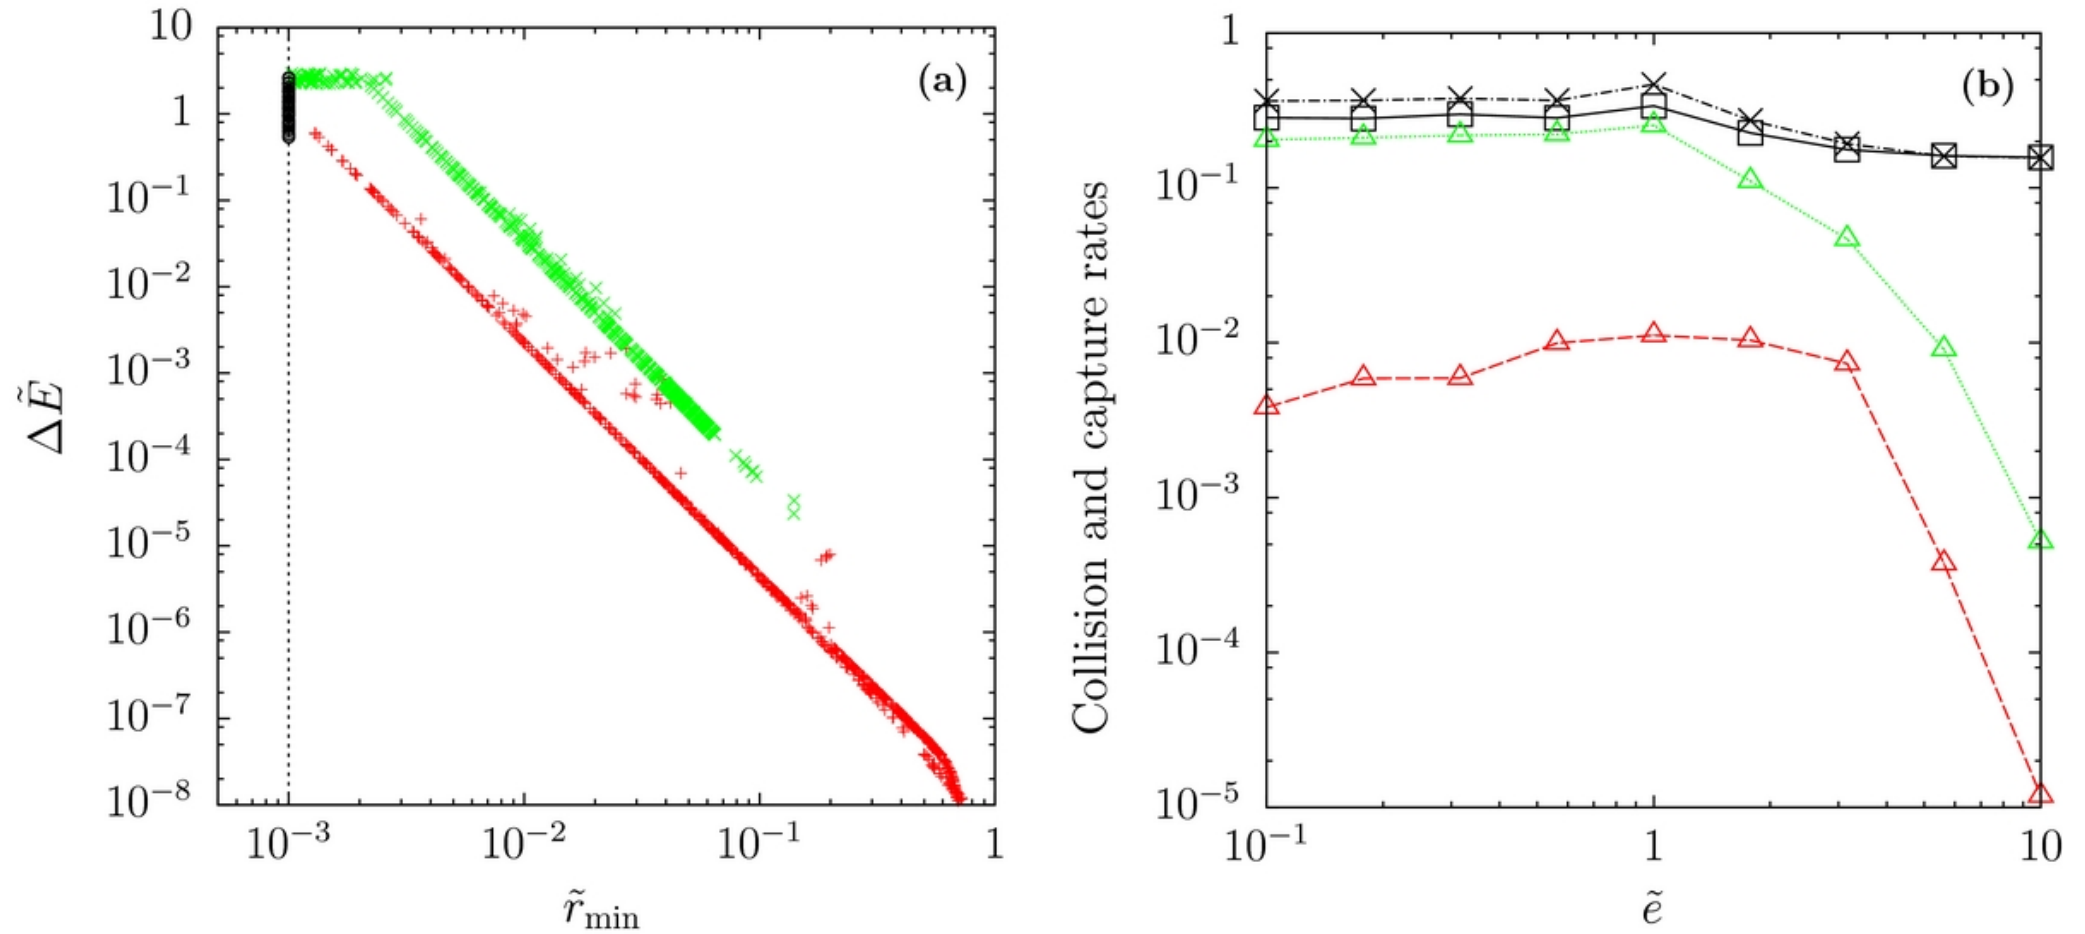 (a)
10
1
10⁻¹
10⁻²
10⁻³
10⁻⁴
10⁻⁵
10⁻⁶
10⁻⁷
10⁻⁸
ΔẼ
10⁻³ 10⁻² 10⁻¹ 1
r̃min
(b)
1
10⁻¹
10⁻²
10⁻³
10⁻⁴
10⁻⁵
Collision and capture rates
10⁻¹ 1 10
ẽ